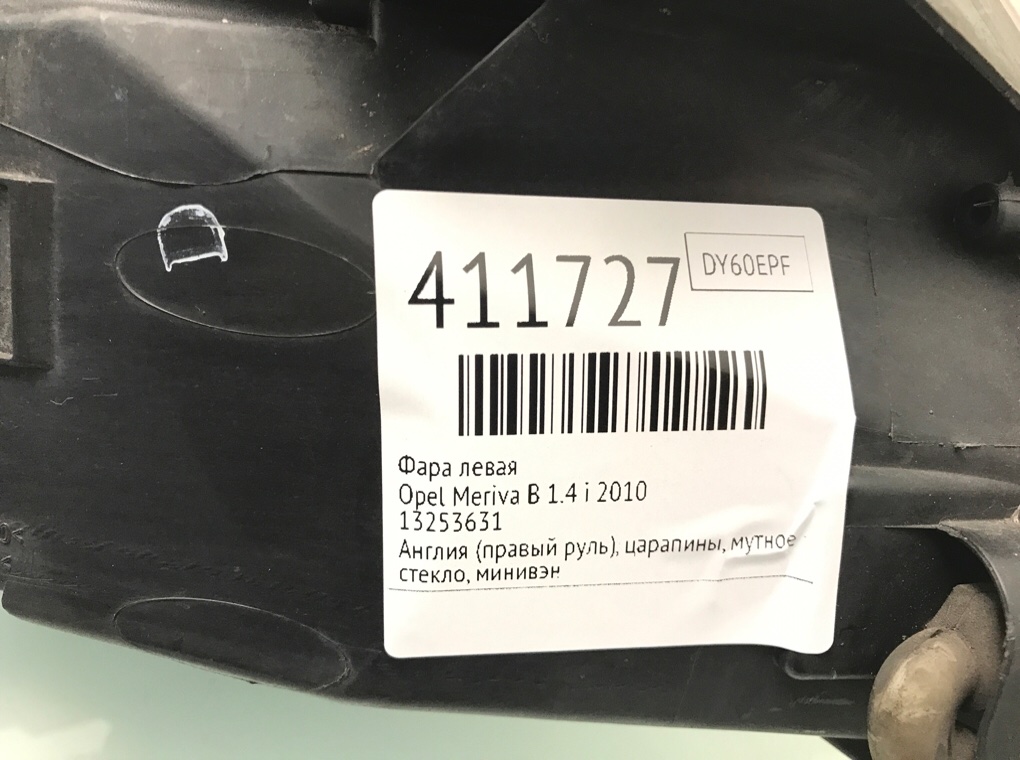 411727
DY60EPF
Фара левая
Opel Meriva B 1.4 i 2010
13253631
Англия (правый руль), царапины, мутное
стекло, минивэн